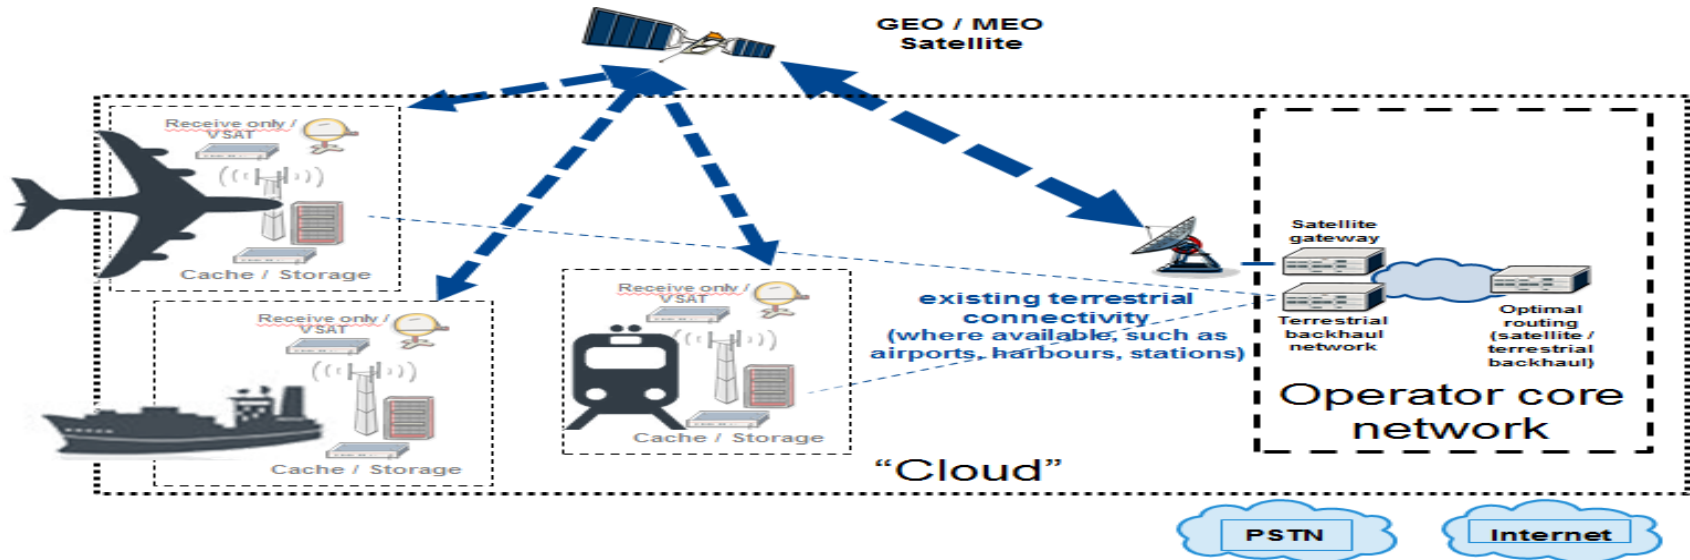 GEO / MEO
Satellite
Receive only /
VSAT
Cache / Storage
Receive only /
VSAT
Cache / Storage
Receive only /
VSAT
Cache / Storage
existing terrestrial
connectivity
(where available, such as
airports, harbours, stations)
Satellite
gateway
Terrestrial
backhaul
network
Optimal
routing
(satellite /
terrestrial
backhaul)
Operator core
network
“Cloud”
PSTN
Internet